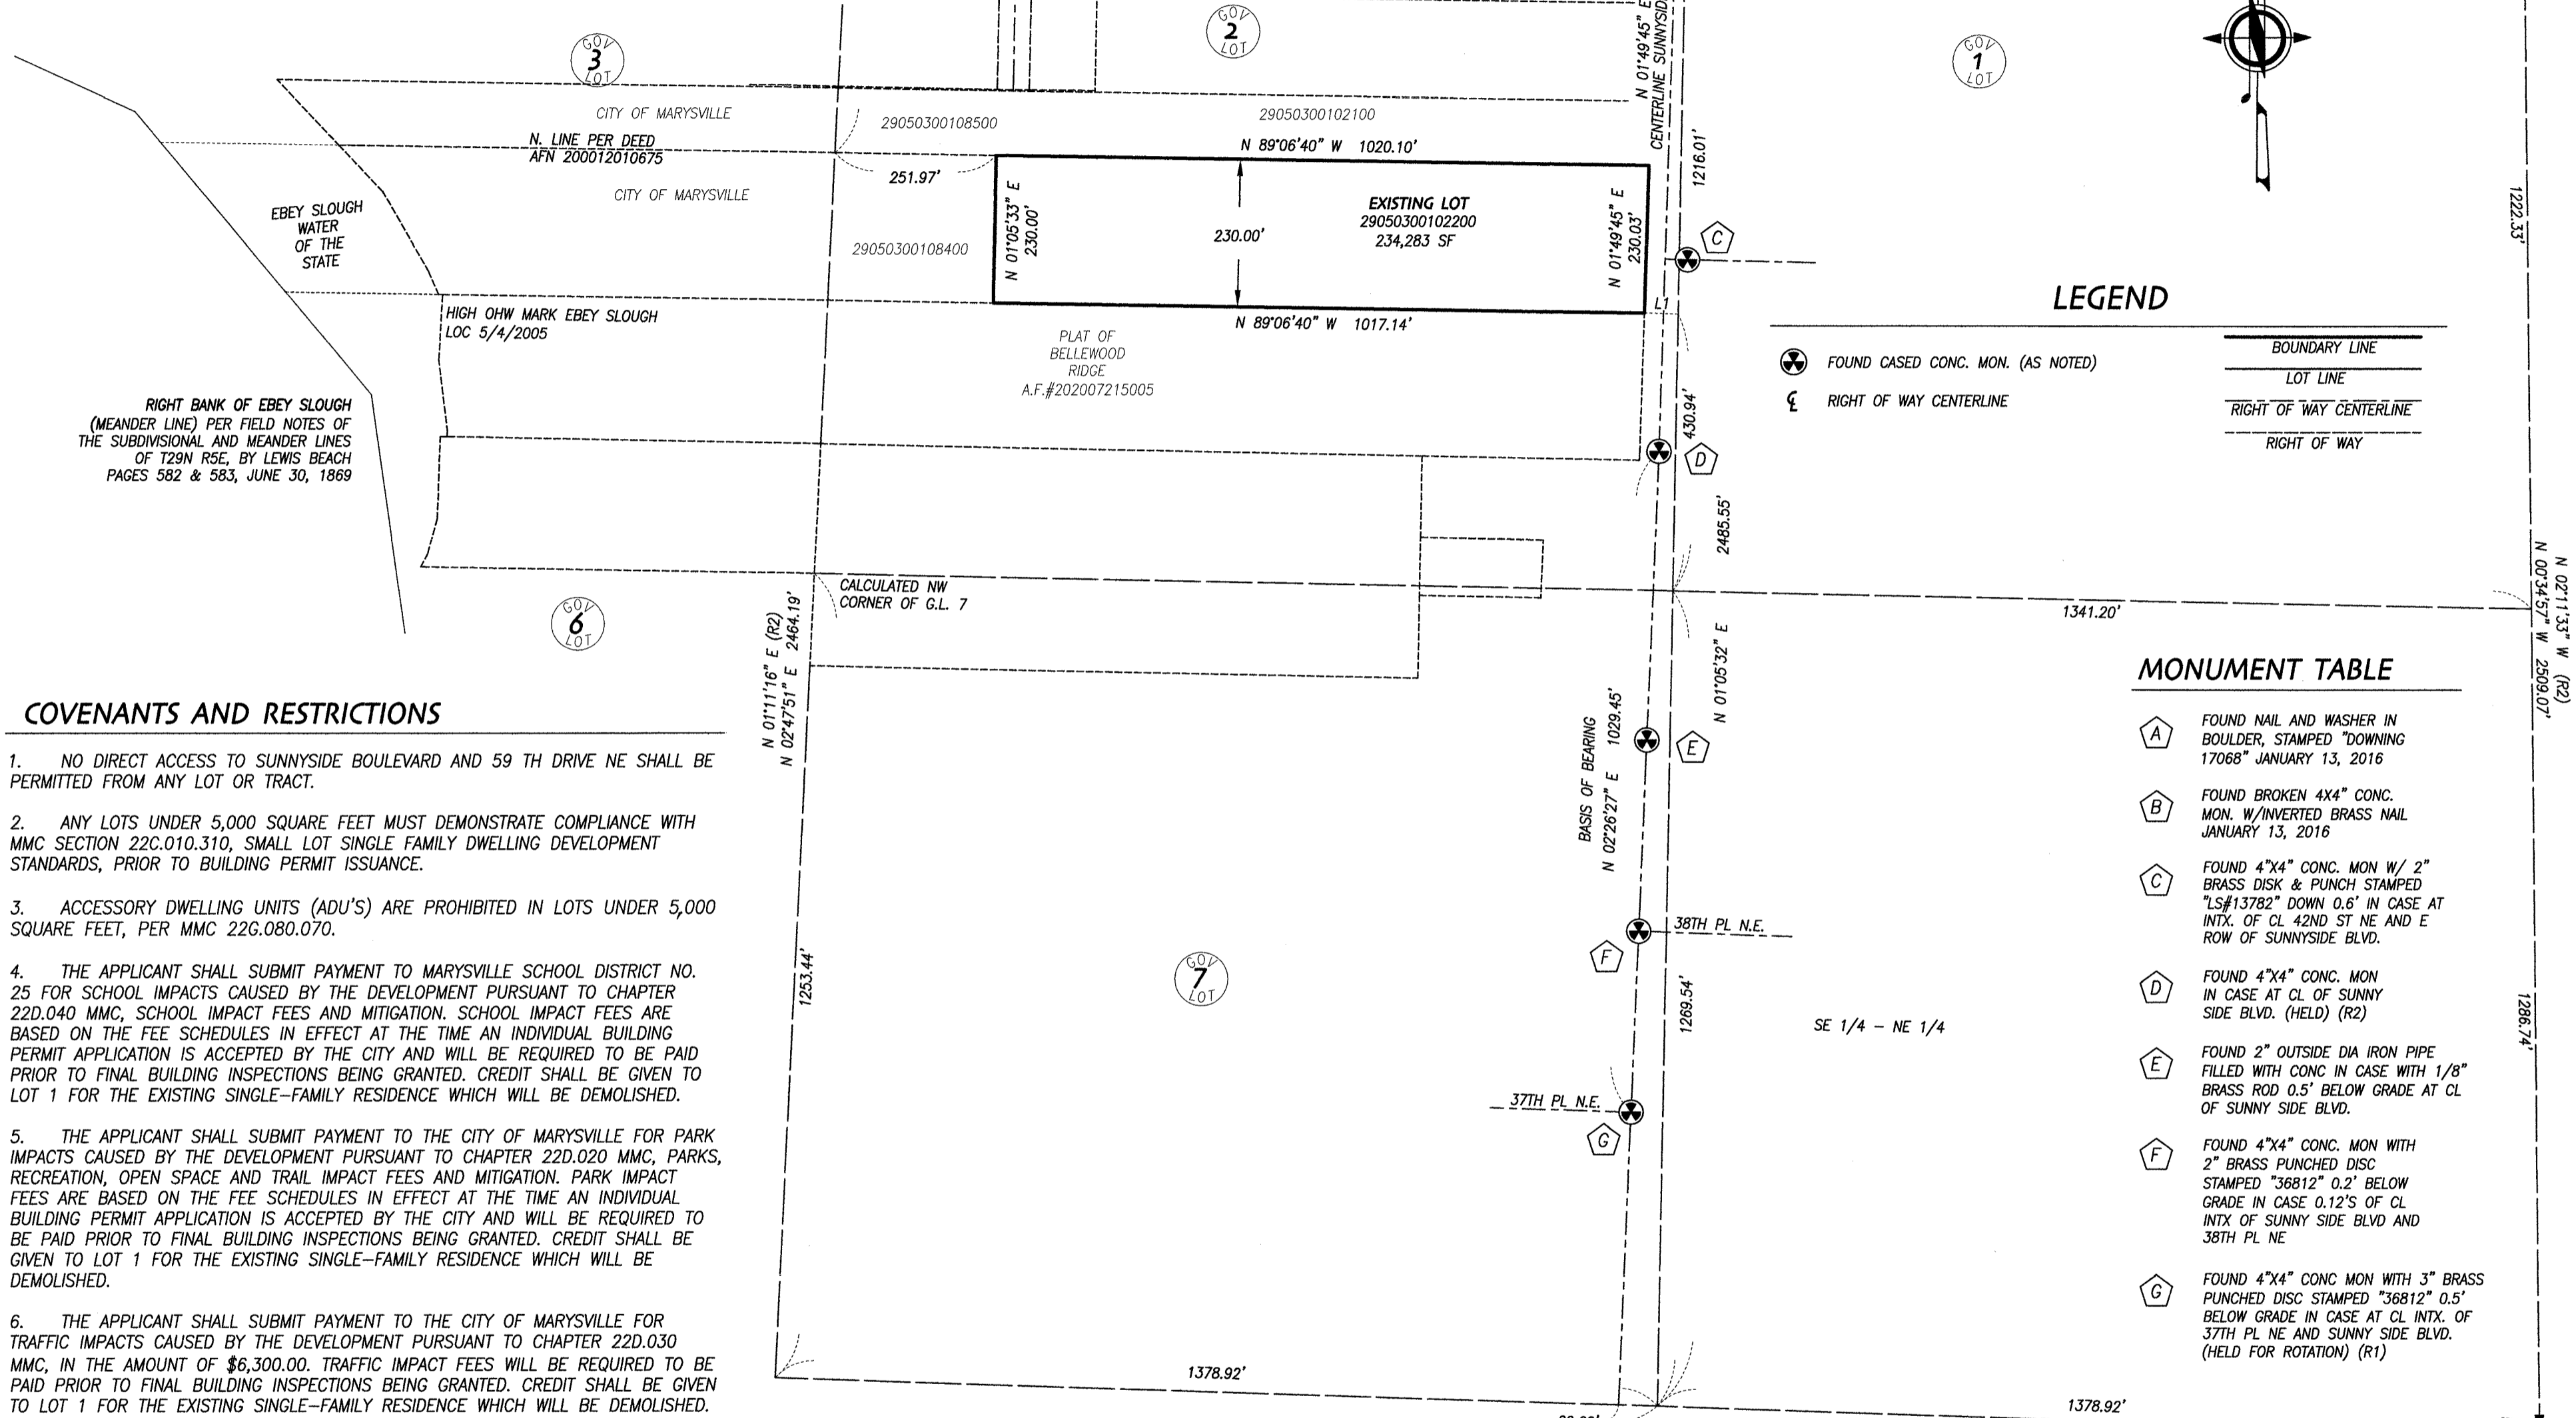 GOV
3
LOT
GOV
2
LOT
GOV
1
LOT
N 01°49'45" E
CENTERLINE SUNNYSID
CITY OF MARYSVILLE
29050300108500
29050300102100
N. LINE PER DEED
AFN 200012010675
N 89°06'40" W 1020.10'
1216.01'
1222.33'
251.97'
CITY OF MARYSVILLE
EBEY SLOUGH
WATER
OF THE
STATE
29050300108400
N 01°05'33" E
230.00'
230.00'
EXISTING LOT
29050300102200
234,283 SF
N 01°49'45" E
230.03'
C
L1
HIGH OHW MARK EBEY SLOUGH
LOC 5/4/2005
N 89°06'40" W 1017.14'
PLAT OF
BELLEWOOD
RIDGE
A.F.#202007215005
LEGEND
FOUND CASED CONC. MON. (AS NOTED)
℄ RIGHT OF WAY CENTERLINE
BOUNDARY LINE
LOT LINE
RIGHT OF WAY CENTERLINE
RIGHT OF WAY
RIGHT BANK OF EBEY SLOUGH
(MEANDER LINE) PER FIELD NOTES OF
THE SUBDIVISIONAL AND MEANDER LINES
OF T29N R5E, BY LEWIS BEACH
PAGES 582 & 583, JUNE 30, 1869
430.94'
D
2485.55'
CALCULATED NW
CORNER OF G.L. 7
GOV
6
LOT
1341.20'
N 02°11'33" W (R2)
N 00°34'57" W 2509.07'
N 01°11'16" E (R2)
N 02°47'51" E 2464.19'
N 01°05'32" E
BASIS OF BEARING
N 02°26'27" E 1029.45'
E
38TH PL N.E.
F
GOV
7
LOT
1253.44'
1269.54'
SE 1/4 - NE 1/4
1286.74'
37TH PL N.E.
G
1378.92'
1378.92'
COVENANTS AND RESTRICTIONS
1. NO DIRECT ACCESS TO SUNNYSIDE BOULEVARD AND 59 TH DRIVE NE SHALL BE
PERMITTED FROM ANY LOT OR TRACT.
2. ANY LOTS UNDER 5,000 SQUARE FEET MUST DEMONSTRATE COMPLIANCE WITH
MMC SECTION 22C.010.310, SMALL LOT SINGLE FAMILY DWELLING DEVELOPMENT
STANDARDS, PRIOR TO BUILDING PERMIT ISSUANCE.
3. ACCESSORY DWELLING UNITS (ADU'S) ARE PROHIBITED IN LOTS UNDER 5,000
SQUARE FEET, PER MMC 22G.080.070.
4. THE APPLICANT SHALL SUBMIT PAYMENT TO MARYSVILLE SCHOOL DISTRICT NO.
25 FOR SCHOOL IMPACTS CAUSED BY THE DEVELOPMENT PURSUANT TO CHAPTER
22D.040 MMC, SCHOOL IMPACT FEES AND MITIGATION. SCHOOL IMPACT FEES ARE
BASED ON THE FEE SCHEDULES IN EFFECT AT THE TIME AN INDIVIDUAL BUILDING
PERMIT APPLICATION IS ACCEPTED BY THE CITY AND WILL BE REQUIRED TO BE PAID
PRIOR TO FINAL BUILDING INSPECTIONS BEING GRANTED. CREDIT SHALL BE GIVEN TO
LOT 1 FOR THE EXISTING SINGLE-FAMILY RESIDENCE WHICH WILL BE DEMOLISHED.
5. THE APPLICANT SHALL SUBMIT PAYMENT TO THE CITY OF MARYSVILLE FOR PARK
IMPACTS CAUSED BY THE DEVELOPMENT PURSUANT TO CHAPTER 22D.020 MMC, PARKS,
RECREATION, OPEN SPACE AND TRAIL IMPACT FEES AND MITIGATION. PARK IMPACT
FEES ARE BASED ON THE FEE SCHEDULES IN EFFECT AT THE TIME AN INDIVIDUAL
BUILDING PERMIT APPLICATION IS ACCEPTED BY THE CITY AND WILL BE REQUIRED TO
BE PAID PRIOR TO FINAL BUILDING INSPECTIONS BEING GRANTED. CREDIT SHALL BE
GIVEN TO LOT 1 FOR THE EXISTING SINGLE-FAMILY RESIDENCE WHICH WILL BE
DEMOLISHED.
6. THE APPLICANT SHALL SUBMIT PAYMENT TO THE CITY OF MARYSVILLE FOR
TRAFFIC IMPACTS CAUSED BY THE DEVELOPMENT PURSUANT TO CHAPTER 22D.030
MMC, IN THE AMOUNT OF $6,300.00. TRAFFIC IMPACT FEES WILL BE REQUIRED TO BE
PAID PRIOR TO FINAL BUILDING INSPECTIONS BEING GRANTED. CREDIT SHALL BE GIVEN
TO LOT 1 FOR THE EXISTING SINGLE-FAMILY RESIDENCE WHICH WILL BE DEMOLISHED.
MONUMENT TABLE
A
FOUND NAIL AND WASHER IN
BOULDER, STAMPED "DOWNING
17068" JANUARY 13, 2016
B
FOUND BROKEN 4X4" CONC.
MON. W/INVERTED BRASS NAIL
JANUARY 13, 2016
C
FOUND 4"X4" CONC. MON W/ 2"
BRASS DISK & PUNCH STAMPED
"LS#13782" DOWN 0.6' IN CASE AT
INTX. OF CL 42ND ST NE AND E
ROW OF SUNNYSIDE BLVD.
D
FOUND 4"X4" CONC. MON
IN CASE AT CL OF SUNNY
SIDE BLVD. (HELD) (R2)
E
FOUND 2" OUTSIDE DIA IRON PIPE
FILLED WITH CONC IN CASE WITH 1/8"
BRASS ROD 0.5' BELOW GRADE AT CL
OF SUNNY SIDE BLVD.
F
FOUND 4"X4" CONC. MON WITH
2" BRASS PUNCHED DISC
STAMPED "36812" 0.2' BELOW
GRADE IN CASE 0.12'S OF CL
INTX OF SUNNY SIDE BLVD AND
38TH PL NE
G
FOUND 4"X4" CONC MON WITH 3" BRASS
PUNCHED DISC STAMPED "36812" 0.5'
BELOW GRADE IN CASE AT CL INTX. OF
37TH PL NE AND SUNNY SIDE BLVD.
(HELD FOR ROTATION) (R1)